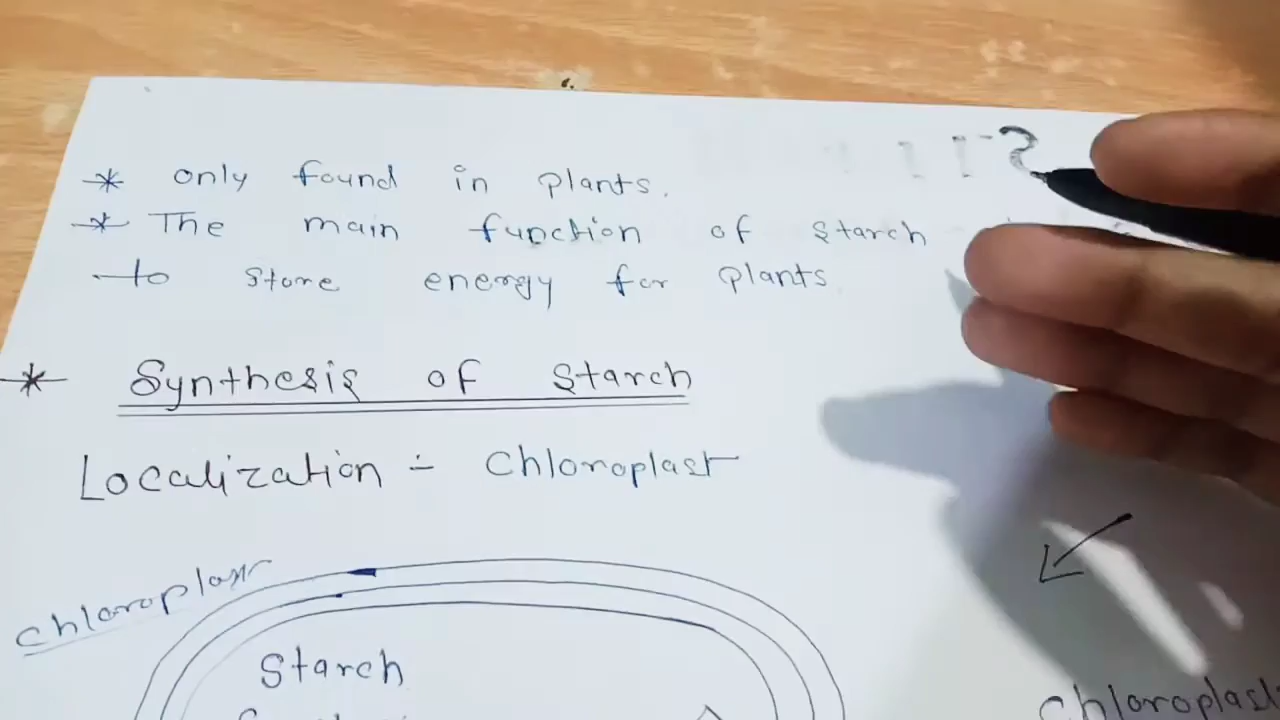 * only found in plants.
* The main function of starch
to store energy for plants
* Synthesis of starch
Localization :- Chloroplast
chloroplast
Starch
chloroplast